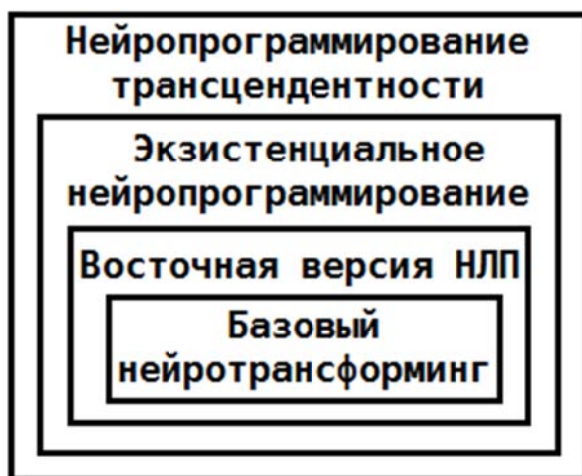 Нейропрограммирование
трансцендентности
Экзистенциальное
нейропрограммирование
Восточная версия НЛП
Базовый
нейротрансформинг